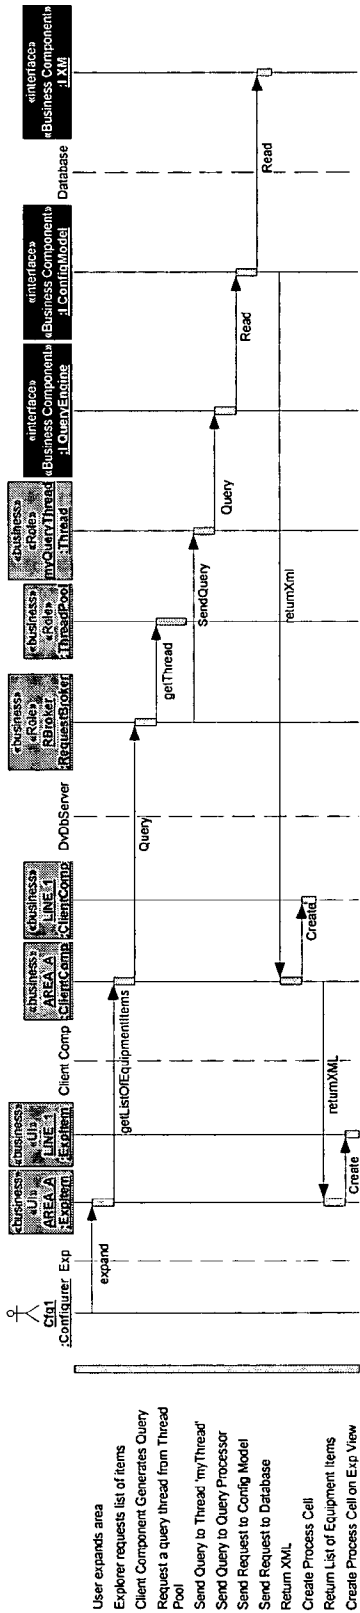 Cfg1
:Configurer
Exp
«business»
«UI»
AREA_A
:ExpItem
«business»
«UI»
LINE_1
:ExpItem
Client Comp
«business»
AREA_A
:ClientComp
«business»
LINE_1
:ClientComp
DvDbServer
«business»
«Role»
RBroker
:RequestBroker
«business»
«Role»
:ThreadPool
«business»
«Role»
myQueryThread
:Thread
«interface»
«Business Component»
:I QueryEngine
«interface»
«Business Component»
:I ConfigModel
Database
«interface»
«Business Component»
:I XM
User expands area
expand
Explorer requests list of items
getListOfEquipmentItems
Client Component Generates Query
Query
Request a query thread from Thread
Pool
getThread
Send Query to Thread 'myThread'
SendQuery
Send Query to Query Processor
Query
Send Request to Config Model
Read
Send Request to Database
Read
Return XML
returnXml
Create Process Cell
Create
Return List of Equipment Items
returnXML
Create Process Cell on Exp View
Create